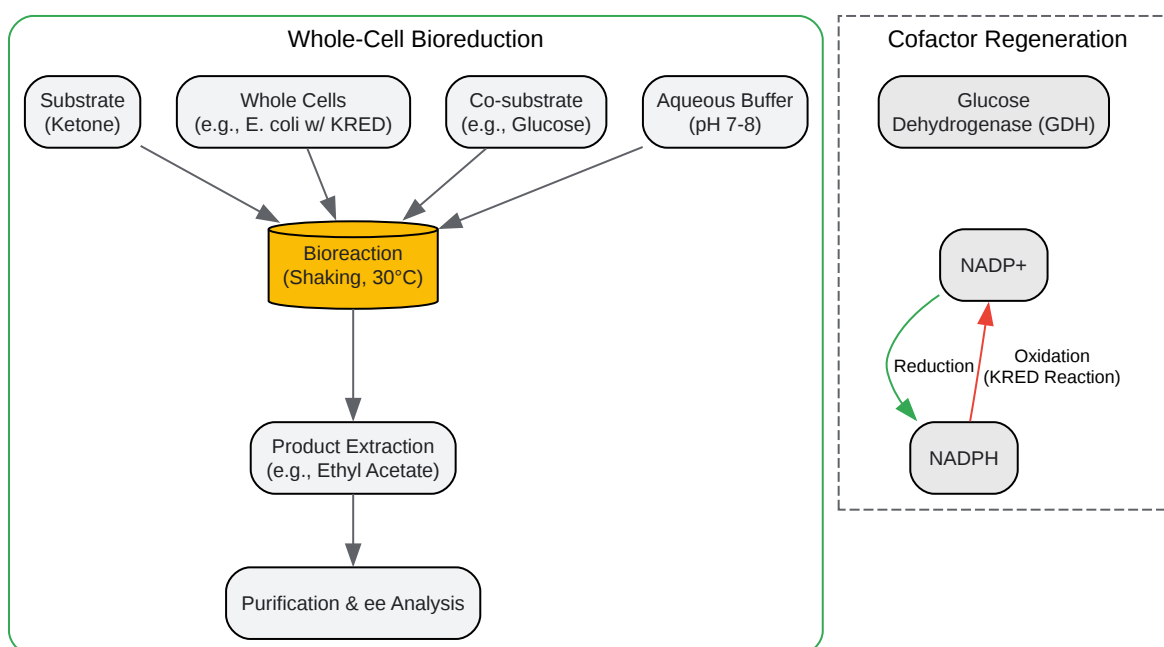 Whole-Cell Bioreduction
Substrate
(Ketone)
Whole Cells
(e.g., E. coli w/ KRED)
Co-substrate
(e.g., Glucose)
Aqueous Buffer
(pH 7-8)
Bioreaction
(Shaking, 30°C)
Product Extraction
(e.g., Ethyl Acetate)
Purification & ee Analysis
Cofactor Regeneration
Glucose
Dehydrogenase (GDH)
NADP+
Reduction
Oxidation
(KRED Reaction)
NADPH